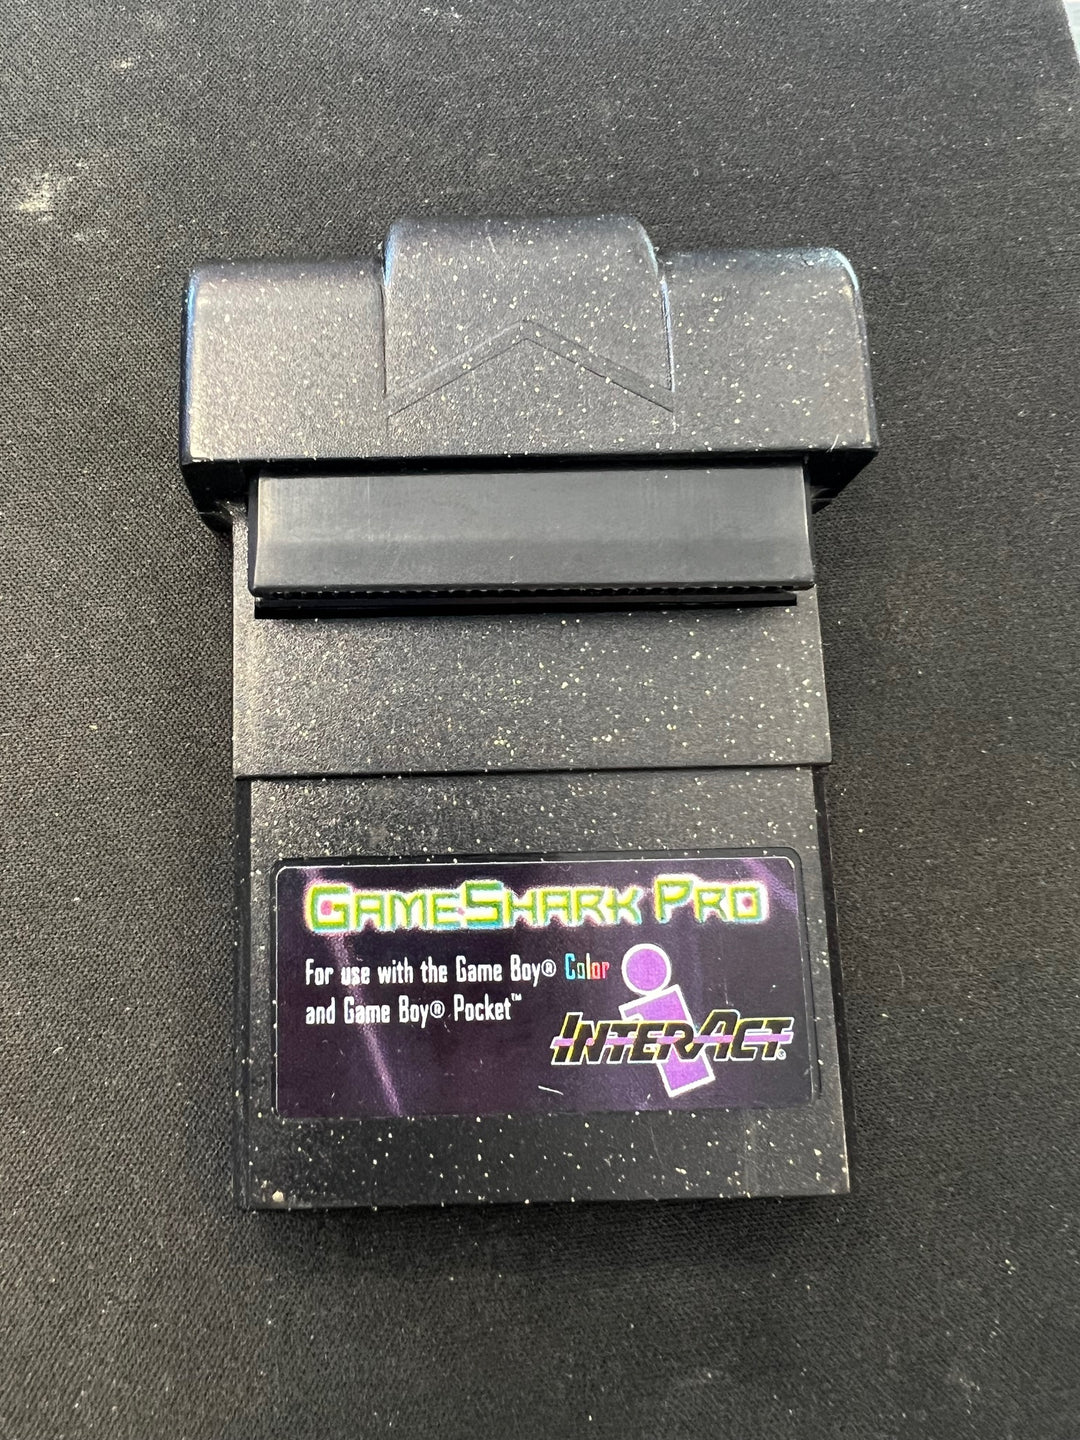 GameShark Pro
For use with the Game Boy® Color
and Game Boy® Pocket™
InterAct®